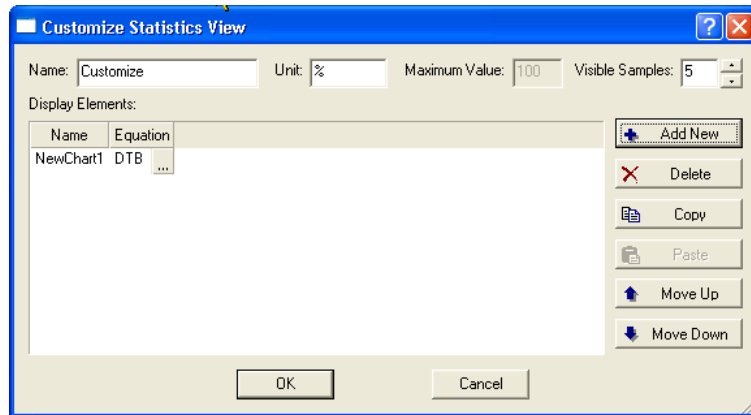 Customize Statistics View
Name: Customize Unit: % Maximum Value: 100 Visible Samples: 5
Display Elements:
Name Equation
NewChart1 DTB ...
Add New
Delete
Copy
Paste
Move Up
Move Down
OK Cancel